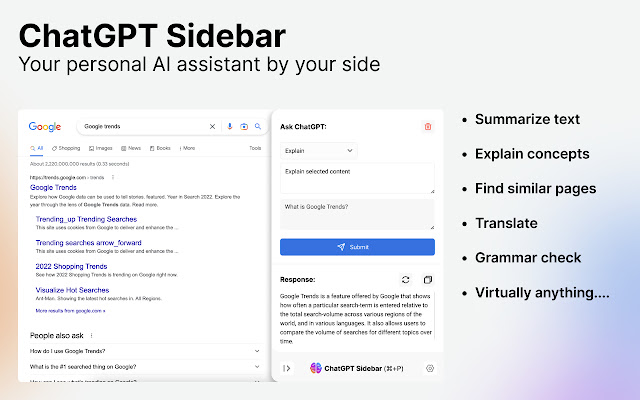 ChatGPT Sidebar
Your personal AI assistant by your side
Google
Google trends
All
Shopping
Images
News
Books
More
Tools
About 2,220,000,000 results (0.33 seconds)
https://trends.google.com › trends
Google Trends
Explore how Google data can be used to tell stories. featured. Year in Search 2022. Explore the
year through the lens of Google Trends data. Read more.
Trending_up Trending Searches
This site uses cookies from Google to deliver and enhance the ...
Trending searches arrow_forward
This site uses cookies from Google to deliver and enhance the ...
2022 Shopping Trends
See how 2022 Shopping is trending on Google right now.
Visualize Hot Searches
Ant-Man. Showing the latest hot searches in. All Regions.
More results from google.com »
People also ask
How do I use Google Trends?
What is the #1 searched thing on Google?
How can I see what's trending on Google?
Ask ChatGPT:
Explain
Explain selected content
What is Google Trends?
Submit
Response:
Google Trends is a feature offered by Google that shows
how often a particular search-term is entered relative to
the total search-volume across various regions of the
world, and in various languages. It also allows users to
compare the volume of searches for different topics over
time.
ChatGPT Sidebar (⌘+P)
• Summarize text
• Explain concepts
• Find similar pages
• Translate
• Grammar check
• Virtually anything....